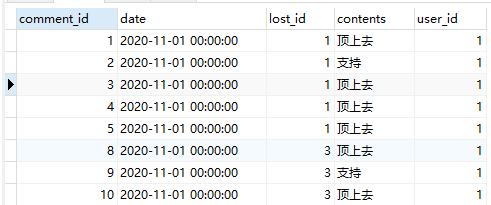 comment_id date lost_id contents user_id
1 2020-11-01 00:00:00 1 顶上去 1
2 2020-11-01 00:00:00 1 支持 1
3 2020-11-01 00:00:00 1 顶上去 1
4 2020-11-01 00:00:00 1 顶上去 1
5 2020-11-01 00:00:00 1 顶上去 1
8 2020-11-01 00:00:00 3 顶上去 1
9 2020-11-01 00:00:00 3 支持 1
10 2020-11-01 00:00:00 3 顶上去 1